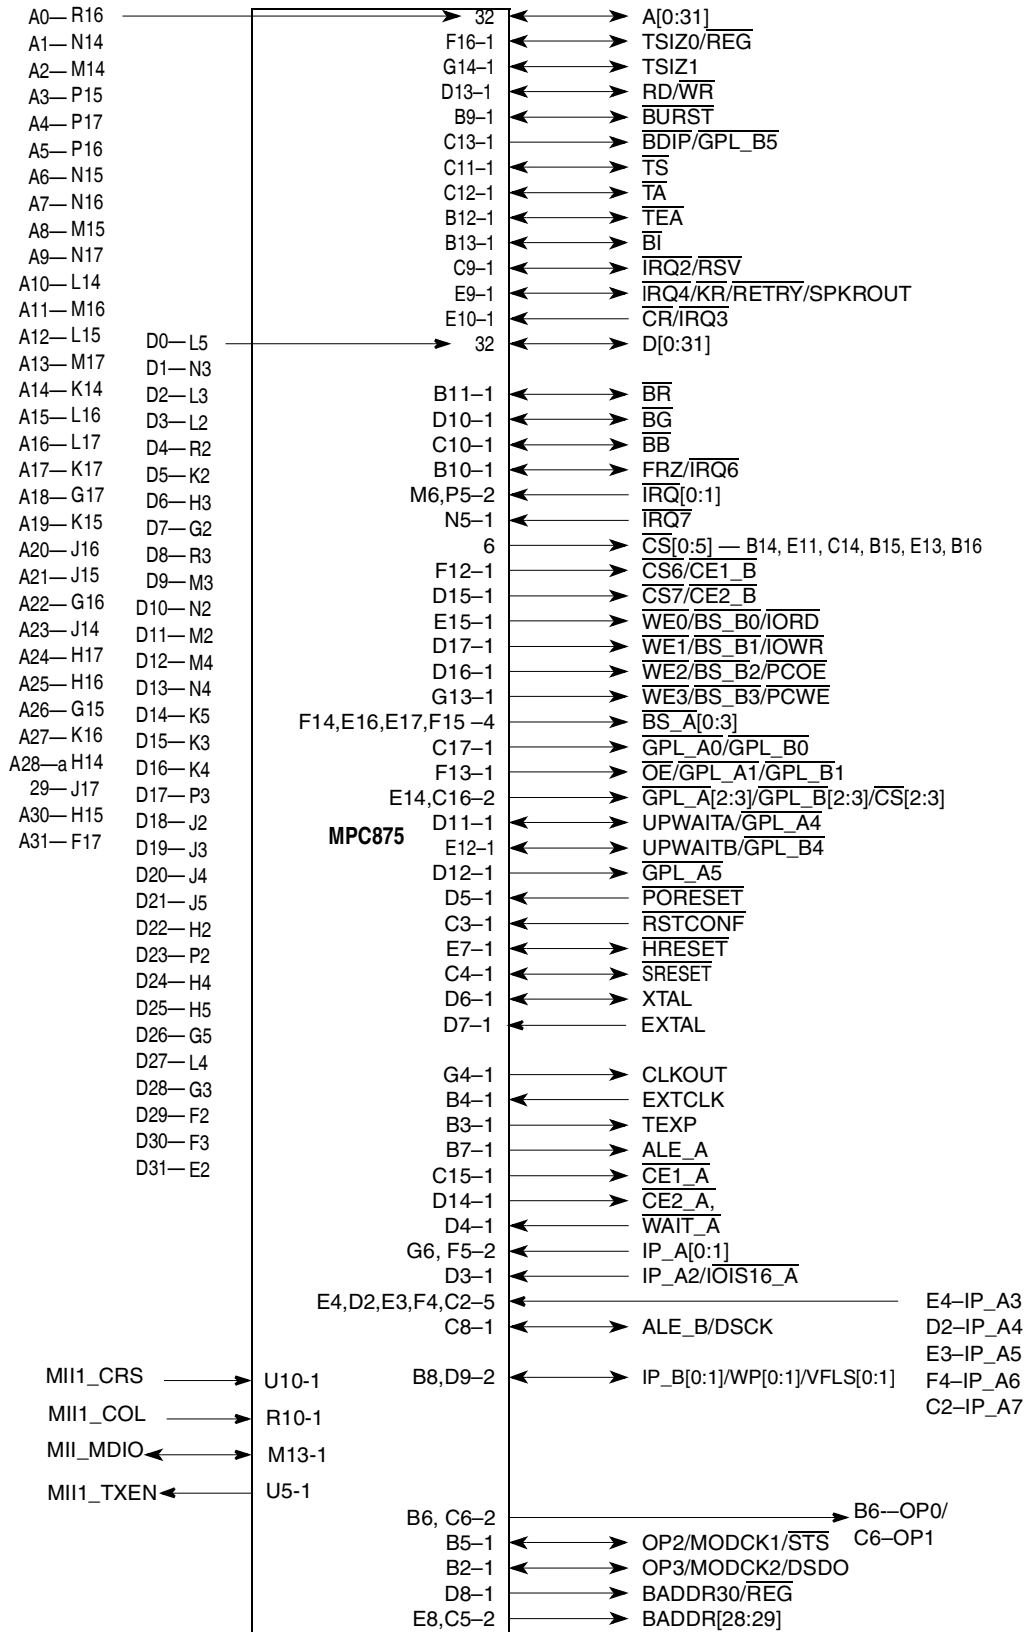 A0— R16
A1— N14
A2— M14
A3— P15
A4— P17
A5— P16
A6— N15
A7— N16
A8— M15
A9— N17
A10— L14
A11— M16
A12— L15
A13— M17
A14— K14
A15— L16
A16— L17
A17— K17
A18— G17
A19— K15
A20— J16
A21— J15
A22— G16
A23— J14
A24— H17
A25— H16
A26— G15
A27— K16
A28—a H14
29— J17
A30— H15
A31— F17
D0— L5
D1— N3
D2— L3
D3— L2
D4— R2
D5— K2
D6— H3
D7— G2
D8— R3
D9— M3
D10— N2
D11— M2
D12— M4
D13— N4
D14— K5
D15— K3
D16— K4
D17— P3
D18— J2
D19— J3
D20— J4
D21— J5
D22— H2
D23— P2
D24— H4
D25— H5
D26— G5
D27— L4
D28— G3
D29— F2
D30— F3
D31— E2
MII1_CRS U10-1
MII1_COL R10-1
MII_MDIO M13-1
MII1_TXEN U5-1
MPC875
32 A[0:31]
F16–1 TSIZ0/REG
G14–1 TSIZ1
D13–1 RD/WR
B9–1 BURST
C13–1 BDIP/GPL_B5
C11–1 TS
C12–1 TA
B12–1 TEA
B13–1 BI
C9–1 IRQ2/RSV
E9–1 IRQ4/KR/RETRY/SPKROUT
E10–1 CR/IRQ3
32 D[0:31]
B11–1 BR
D10–1 BG
C10–1 BB
B10–1 FRZ/IRQ6
M6,P5–2 IRQ[0:1]
N5–1 IRQ7
6 CS[0:5] — B14, E11, C14, B15, E13, B16
F12–1 CS6/CE1_B
D15–1 CS7/CE2_B
E15–1 WE0/BS_B0/IORD
D17–1 WE1/BS_B1/IOWR
D16–1 WE2/BS_B2/PCOE
G13–1 WE3/BS_B3/PCWE
F14,E16,E17,F15 –4 BS_A[0:3]
C17–1 GPL_A0/GPL_B0
F13–1 OE/GPL_A1/GPL_B1
E14,C16–2 GPL_A[2:3]/GPL_B[2:3]/CS[2:3]
D11–1 UPWAITA/GPL_A4
E12–1 UPWAITB/GPL_B4
D12–1 GPL_A5
D5–1 PORESET
C3–1 RSTCONF
E7–1 HRESET
C4–1 SRESET
D6–1 XTAL
D7–1 EXTAL
G4–1 CLKOUT
B4–1 EXTCLK
B3–1 TEXP
B7–1 ALE_A
C15–1 CE1_A
D14–1 CE2_A,
D4–1 WAIT_A
G6, F5–2 IP_A[0:1]
D3–1 IP_A2/IOIS16_A
E4,D2,E3,F4,C2–5
E4–IP_A3
D2–IP_A4
E3–IP_A5
F4–IP_A6
C2–IP_A7
C8–1 ALE_B/DSCK
B8,D9–2 IP_B[0:1]/WP[0:1]/VFLS[0:1]
B6, C6–2
B6-–OP0/
C6–OP1
B5–1 OP2/MODCK1/STS
B2–1 OP3/MODCK2/DSDO
D8–1 BADDR30/REG
E8,C5–2 BADDR[28:29]